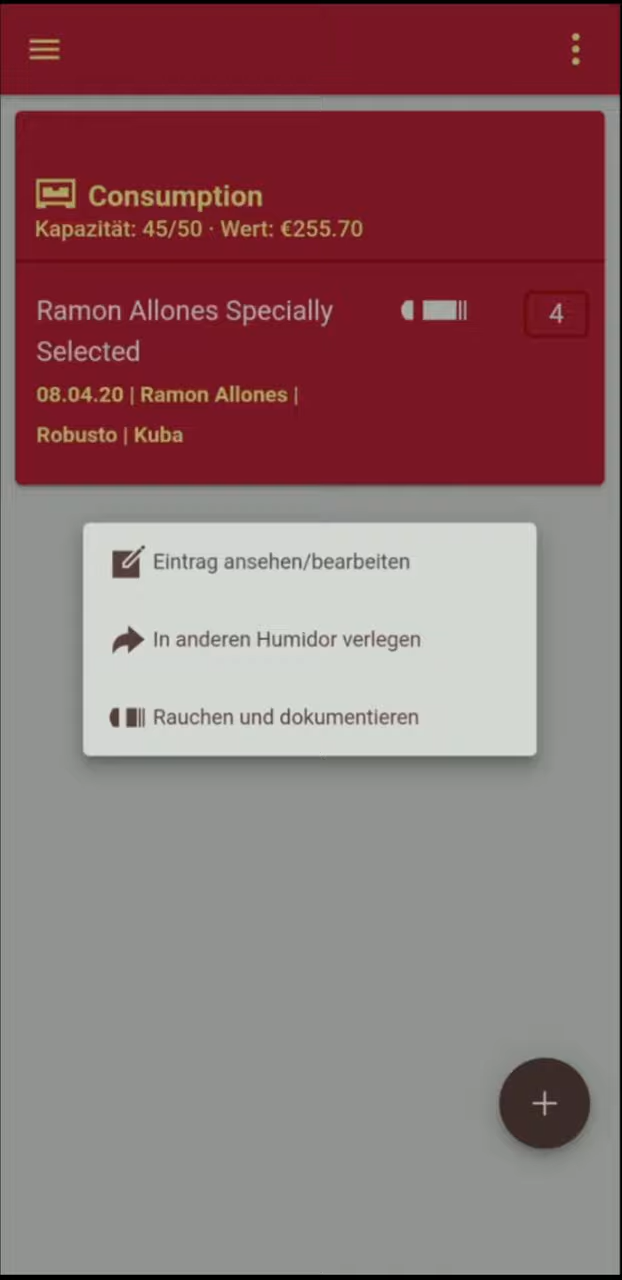 Consumption
Kapazität: 45/50 · Wert: €255.70
Ramon Allones Specially
Selected
4
08.04.20 | Ramon Allones |
Robusto | Kuba
Eintrag ansehen/bearbeiten
In anderen Humidor verlegen
Rauchen und dokumentieren